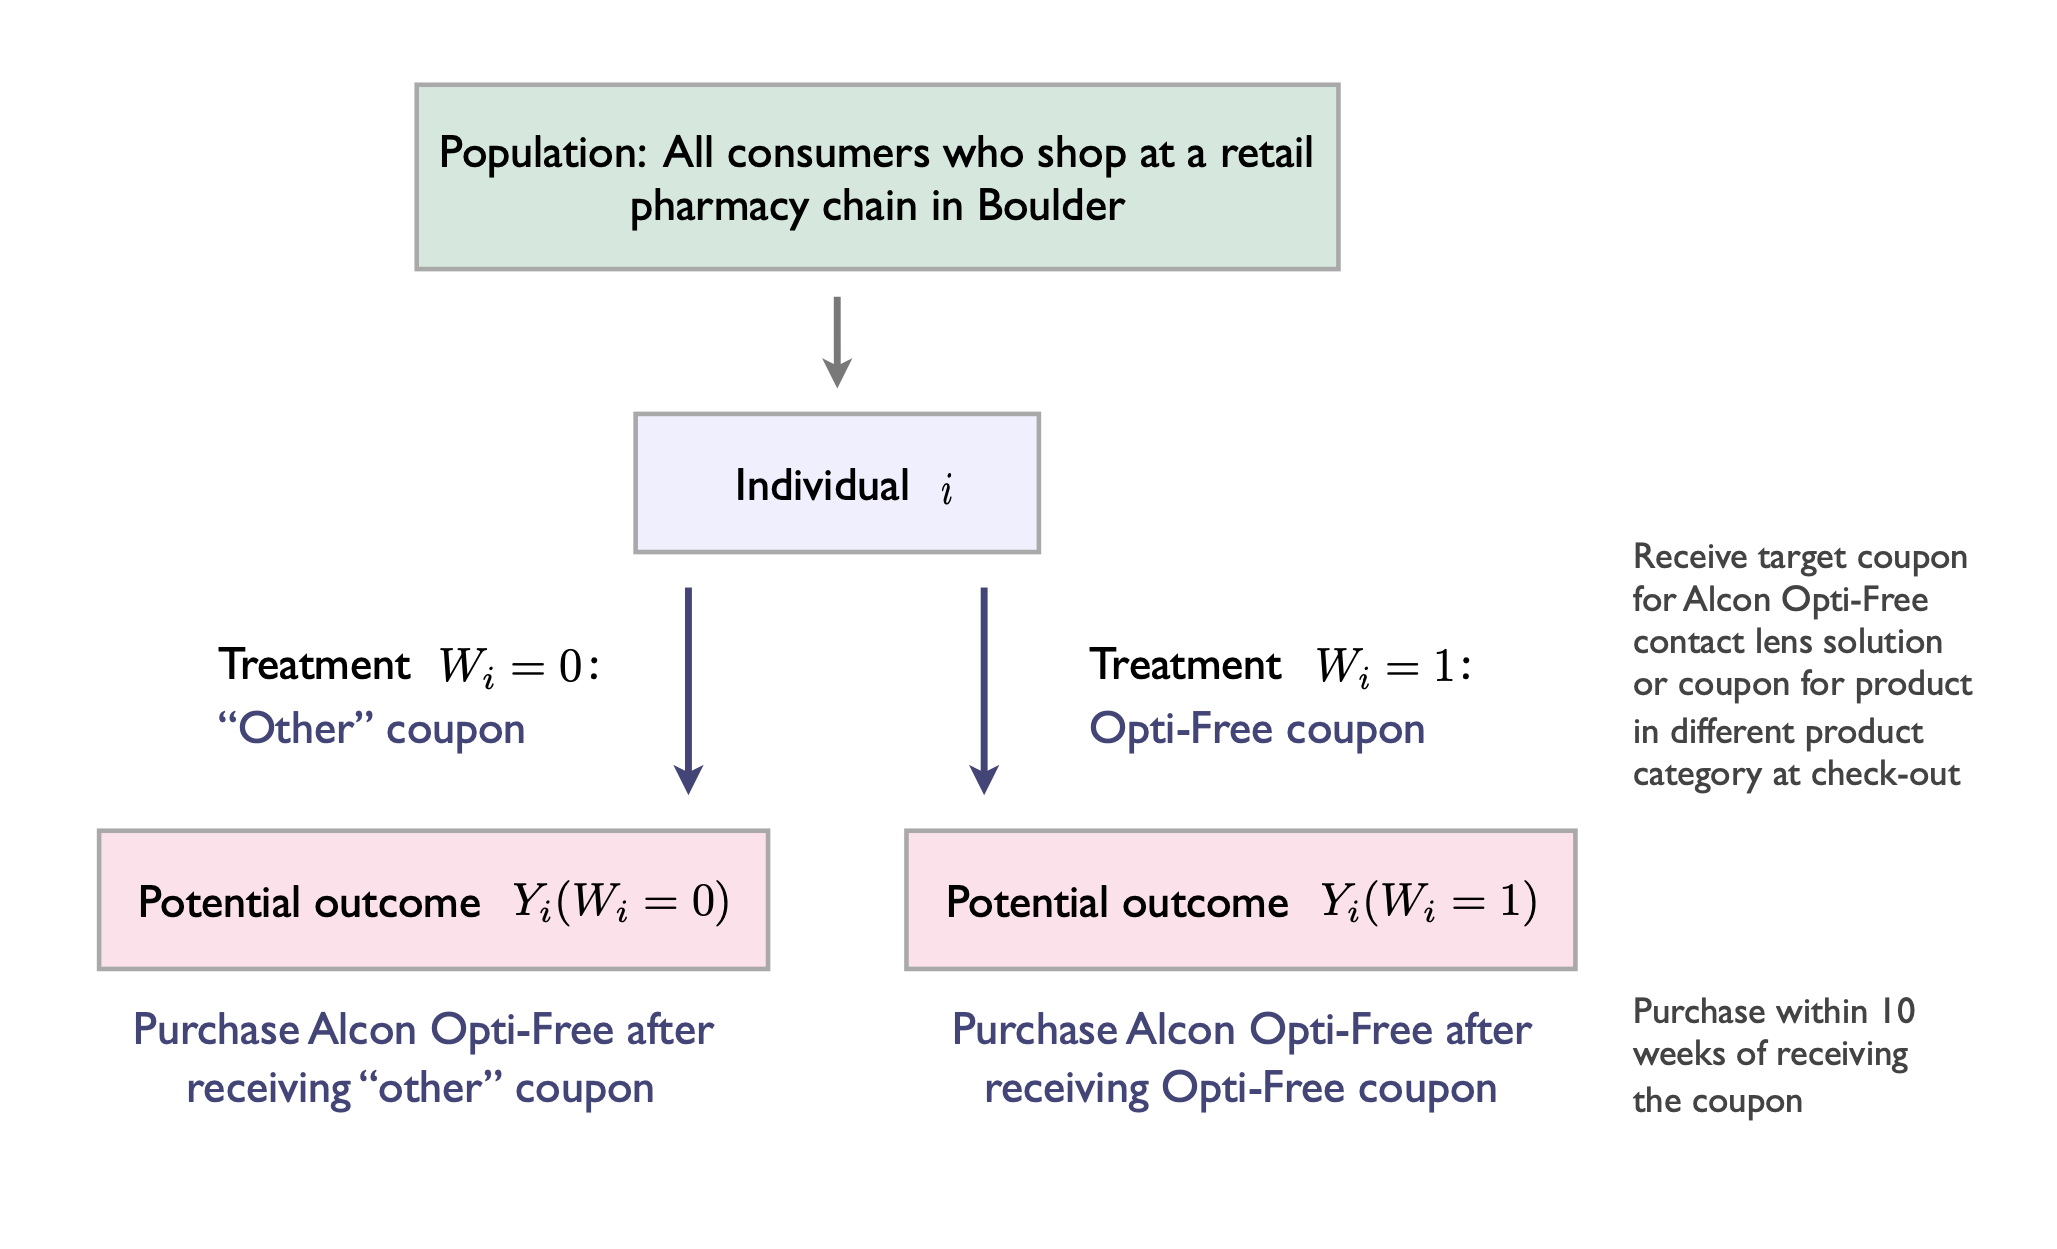 Population: All consumers who shop at a retail
pharmacy chain in Boulder
Individual i
Treatment W_i = 0:
“Other” coupon
Treatment W_i = 1:
Opti-Free coupon
Receive target coupon
for Alcon Opti-Free
contact lens solution
or coupon for product
in different product
category at check-out
Potential outcome Y_i(W_i = 0)
Potential outcome Y_i(W_i = 1)
Purchase Alcon Opti-Free after
receiving “other” coupon
Purchase Alcon Opti-Free after
receiving Opti-Free coupon
Purchase within 10
weeks of receiving
the coupon